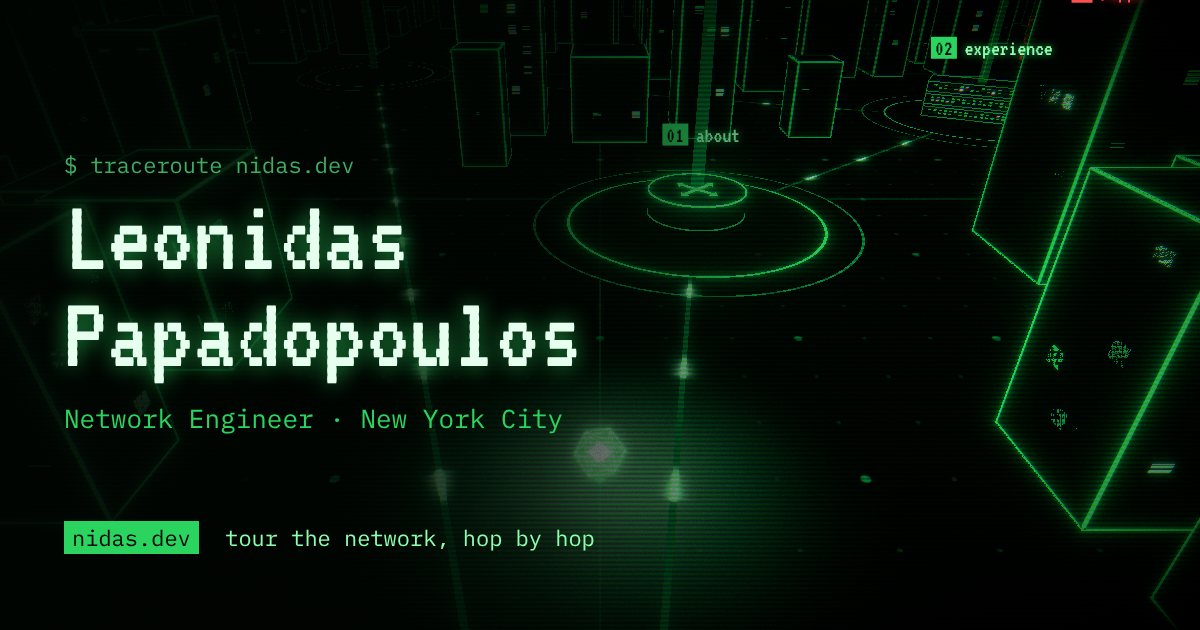 02 experience
01 about
$ traceroute nidas.dev
Leonidas
Papadopoulos
Network Engineer · New York City
nidas.dev tour the network, hop by hop